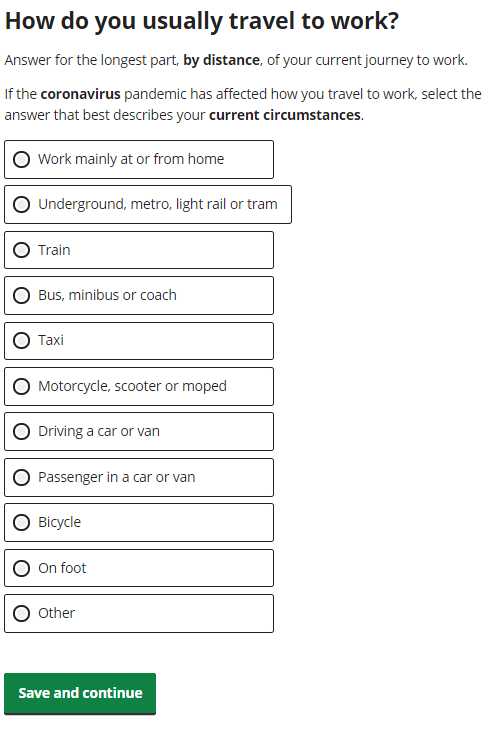 How do you usually travel to work?
Answer for the longest part, by distance, of your current journey to work.
If the coronavirus pandemic has affected how you travel to work, select the
answer that best describes your current circumstances.
Work mainly at or from home
Underground, metro, light rail or tram
Train
Bus, minibus or coach
Taxi
Motorcycle, scooter or moped
Driving a car or van
Passenger in a car or van
Bicycle
On foot
Other
Save and continue